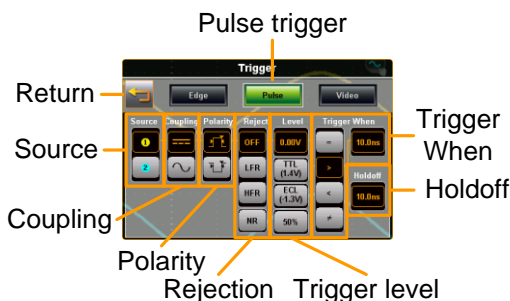 Pulse trigger
Trigger
Return
Edge Pulse Video
Source Coupling Polarity Reject Level Trigger When
1 OFF 0.00V = 10.0ns
Trigger When
Source
2 LFR TTL (1.4V) >
Holdoff
Holdoff
HFR ECL (-1.3V) < 10.0ns
Coupling
NR 50% ≠
Polarity
Rejection Trigger level